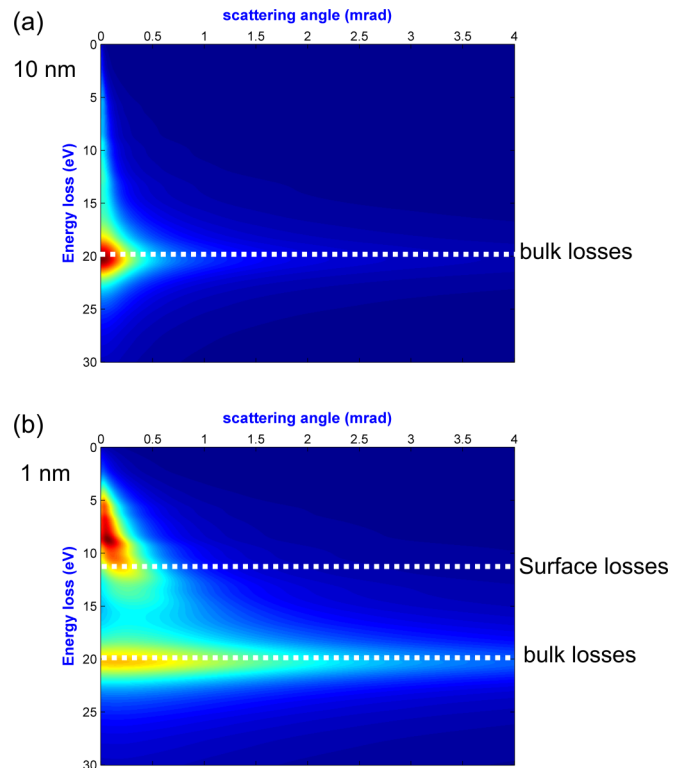 (a)
scattering angle (mrad)
10 nm
0 0.5 1 1.5 2 2.5 3 3.5 4
0
5
10
15
20
25
30
Energy loss (eV)
bulk losses
(b)
scattering angle (mrad)
1 nm
0 0.5 1 1.5 2 2.5 3 3.5 4
0
5
10
15
20
25
30
Energy loss (eV)
Surface losses
bulk losses